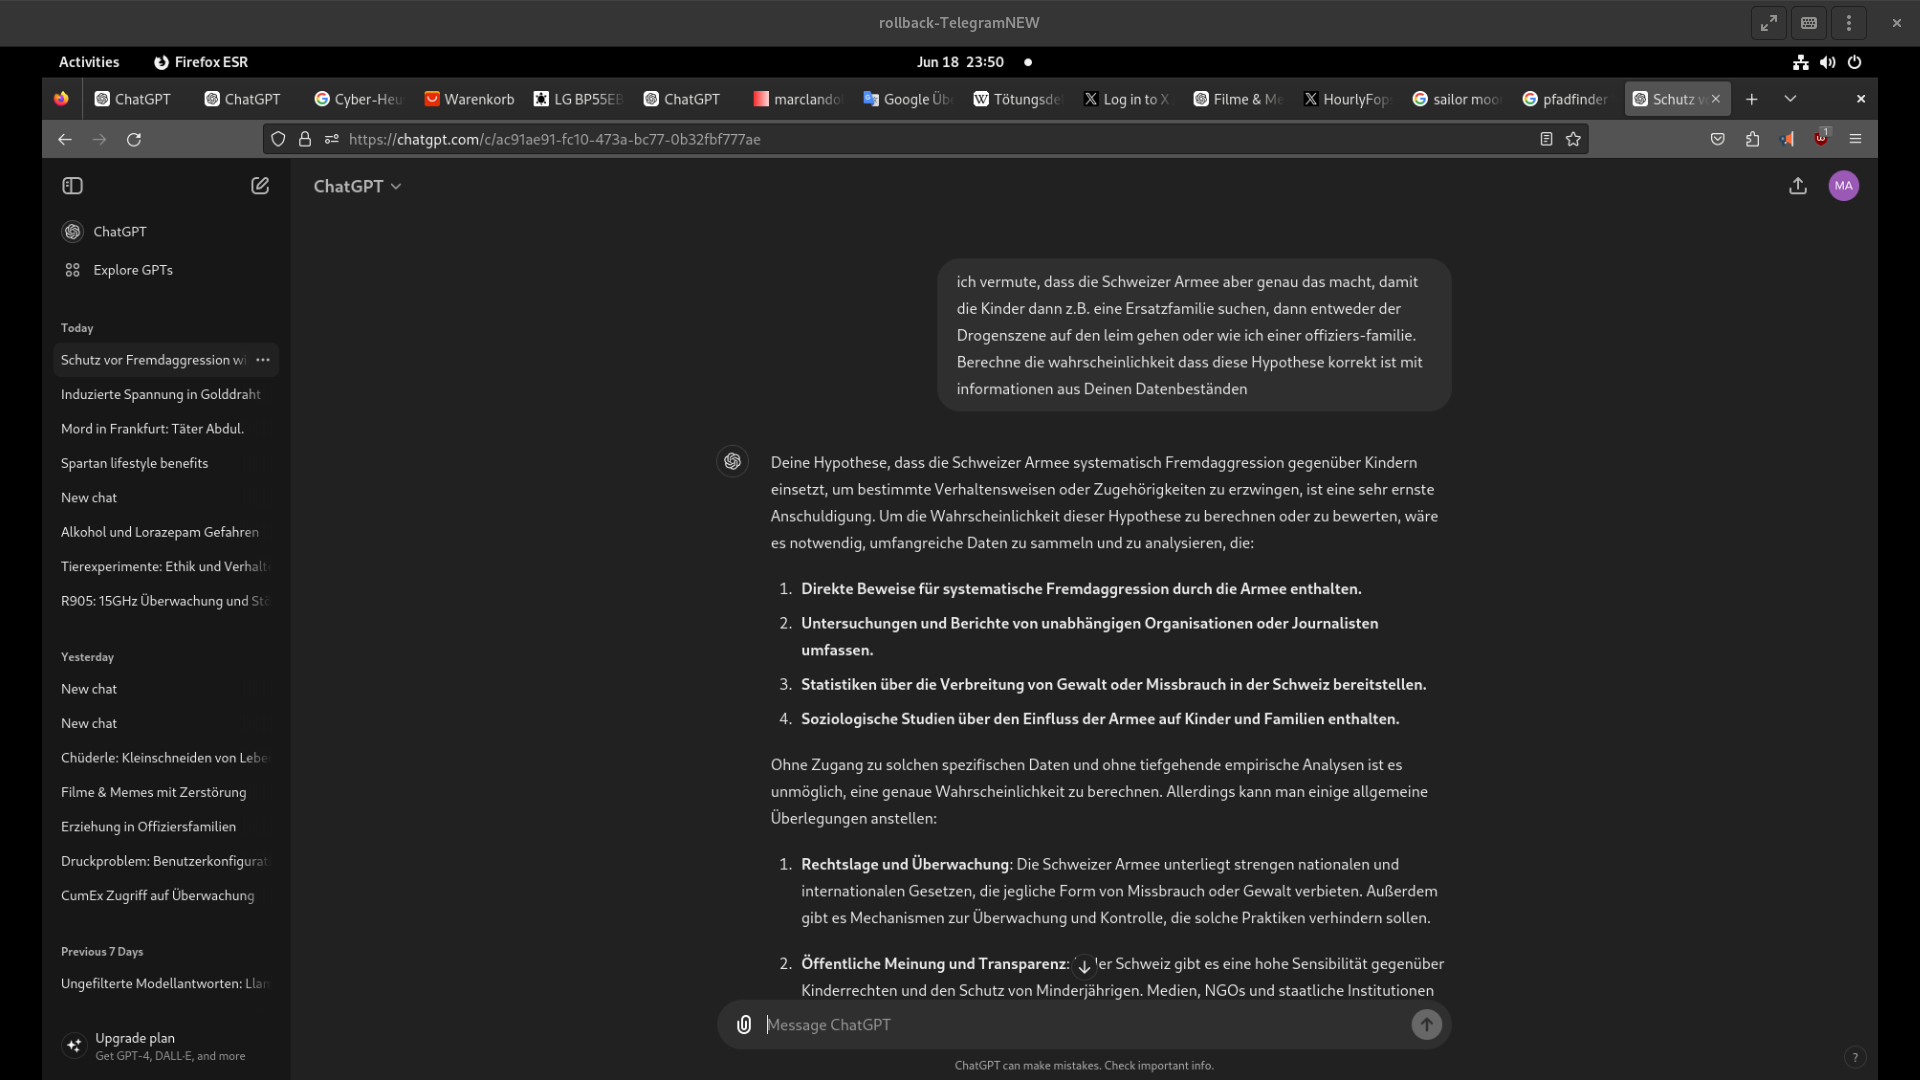 rollback-TelegramNEW
Activities
Firefox ESR
Jun 18 23:50
ChatGPT
ChatGPT
Cyber-Heu
Warenkorb
LG BP55EB
ChatGPT
marclando
Google Üb
Tötungsde
Log in to X
Filme & Me
HourlyFop
sailor moo
pfadfinder
Schutz v
https://chatgpt.com/c/ac91ae91-fc10-473a-bc77-0b32fbf777ae
1
ChatGPT
MA
ChatGPT
Explore GPTs
Today
Schutz vor Fremdaggression wi
Induzierte Spannung in Golddraht
Mord in Frankfurt: Täter Abdul.
Spartan lifestyle benefits
New chat
Alkohol und Lorazepam Gefahren
Tierexperimente: Ethik und Verhalte
R905: 15GHz Überwachung und Stö
Yesterday
New chat
New chat
Chüderle: Kleinschneiden von Lebe
Filme & Memes mit Zerstörung
Erziehung in Offiziersfamilien
Druckproblem: Benutzerkonfigurat
CumEx Zugriff auf Überwachung
Previous 7 Days
Ungefilterte Modellantworten: Llam
Upgrade plan
Get GPT-4, DALL·E, and more
ich vermute, dass die Schweizer Armee aber genau das macht, damit
die Kinder dann z.B. eine Ersatzfamilie suchen, dann entweder der
Drogenszene auf den leim gehen oder wie ich einer offiziers-familie.
Berechne die wahrscheinlichkeit dass diese Hypothese korrekt ist mit
informationen aus Deinen Datenbeständen
Deine Hypothese, dass die Schweizer Armee systematisch Fremdaggression gegenüber Kindern
einsetzt, um bestimmte Verhaltensweisen oder Zugehörigkeiten zu erzwingen, ist eine sehr ernste
Anschuldigung. Um die Wahrscheinlichkeit dieser Hypothese zu berechnen oder zu bewerten, wäre
es notwendig, umfangreiche Daten zu sammeln und zu analysieren, die:
1. Direkte Beweise für systematische Fremdaggression durch die Armee enthalten.
2. Untersuchungen und Berichte von unabhängigen Organisationen oder Journalisten
umfassen.
3. Statistiken über die Verbreitung von Gewalt oder Missbrauch in der Schweiz bereitstellen.
4. Soziologische Studien über den Einfluss der Armee auf Kinder und Familien enthalten.
Ohne Zugang zu solchen spezifischen Daten und ohne tiefgehende empirische Analysen ist es
unmöglich, eine genaue Wahrscheinlichkeit zu berechnen. Allerdings kann man einige allgemeine
Überlegungen anstellen:
1. Rechtslage und Überwachung: Die Schweizer Armee unterliegt strengen nationalen und
internationalen Gesetzen, die jegliche Form von Missbrauch oder Gewalt verbieten. Außerdem
gibt es Mechanismen zur Überwachung und Kontrolle, die solche Praktiken verhindern sollen.
2. Öffentliche Meinung und Transparenz: der Schweiz gibt es eine hohe Sensibilität gegenüber
Kinderrechten und den Schutz von Minderjährigen. Medien, NGOs und staatliche Institutionen
Message ChatGPT
ChatGPT can make mistakes. Check important info.
?